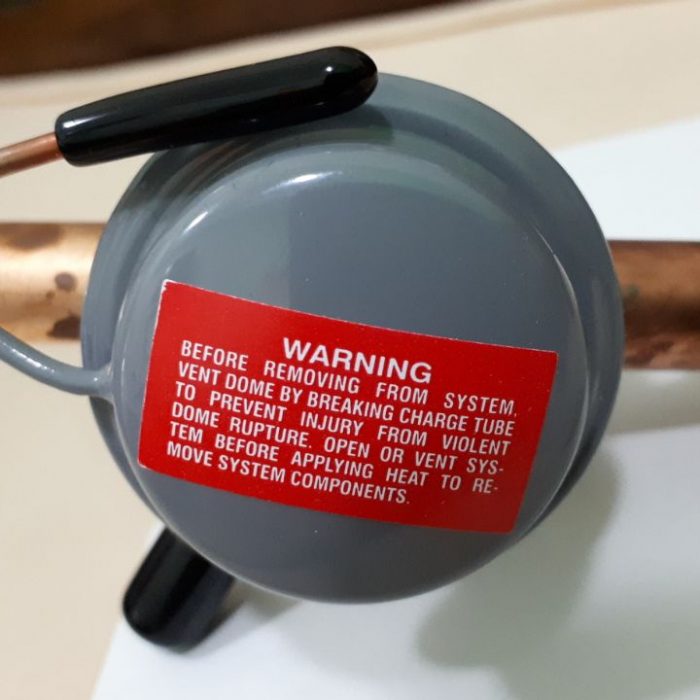 WARNING
BEFORE REMOVING FROM SYSTEM,
VENT DOME BY BREAKING CHARGE TUBE
TO PREVENT INJURY FROM VIOLENT
DOME RUPTURE. OPEN OR VENT SYS-
TEM BEFORE APPLYING HEAT TO RE-
MOVE SYSTEM COMPONENTS.